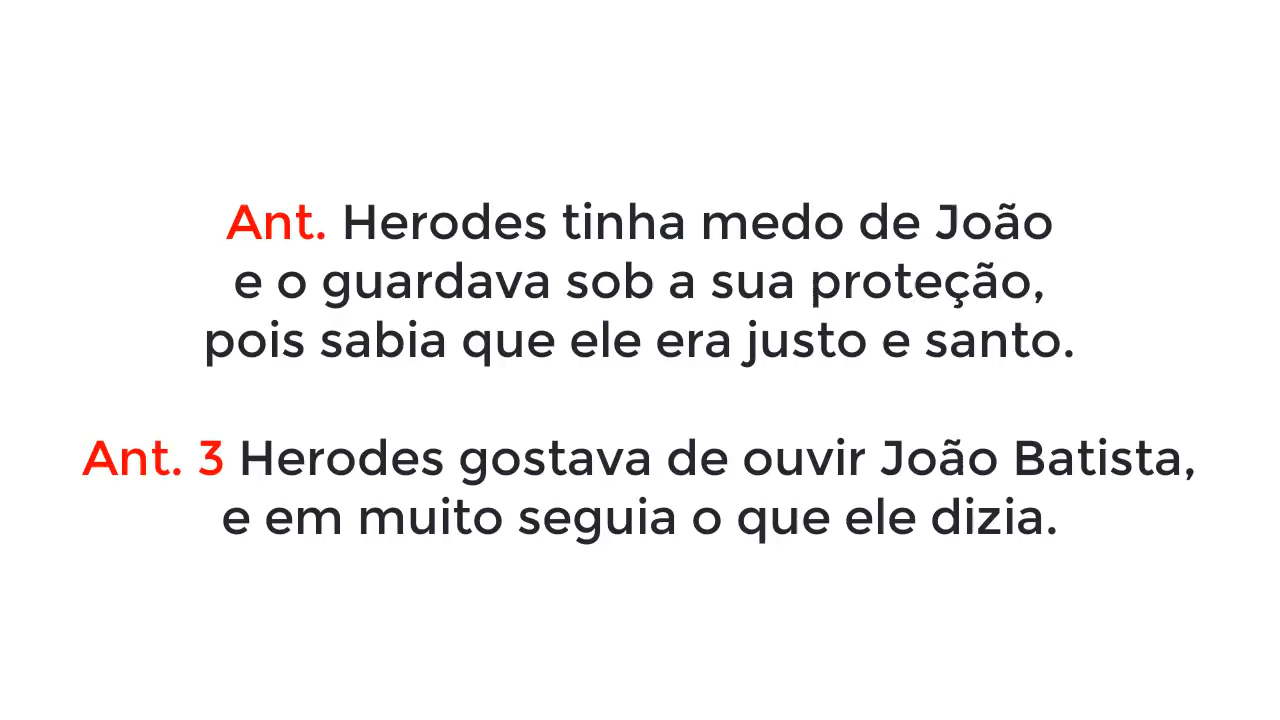 Ant. Herodes tinha medo de João
e o guardava sob a sua proteção,
pois sabia que ele era justo e santo.
Ant. 3 Herodes gostava de ouvir João Batista,
e em muito seguia o que ele dizia.